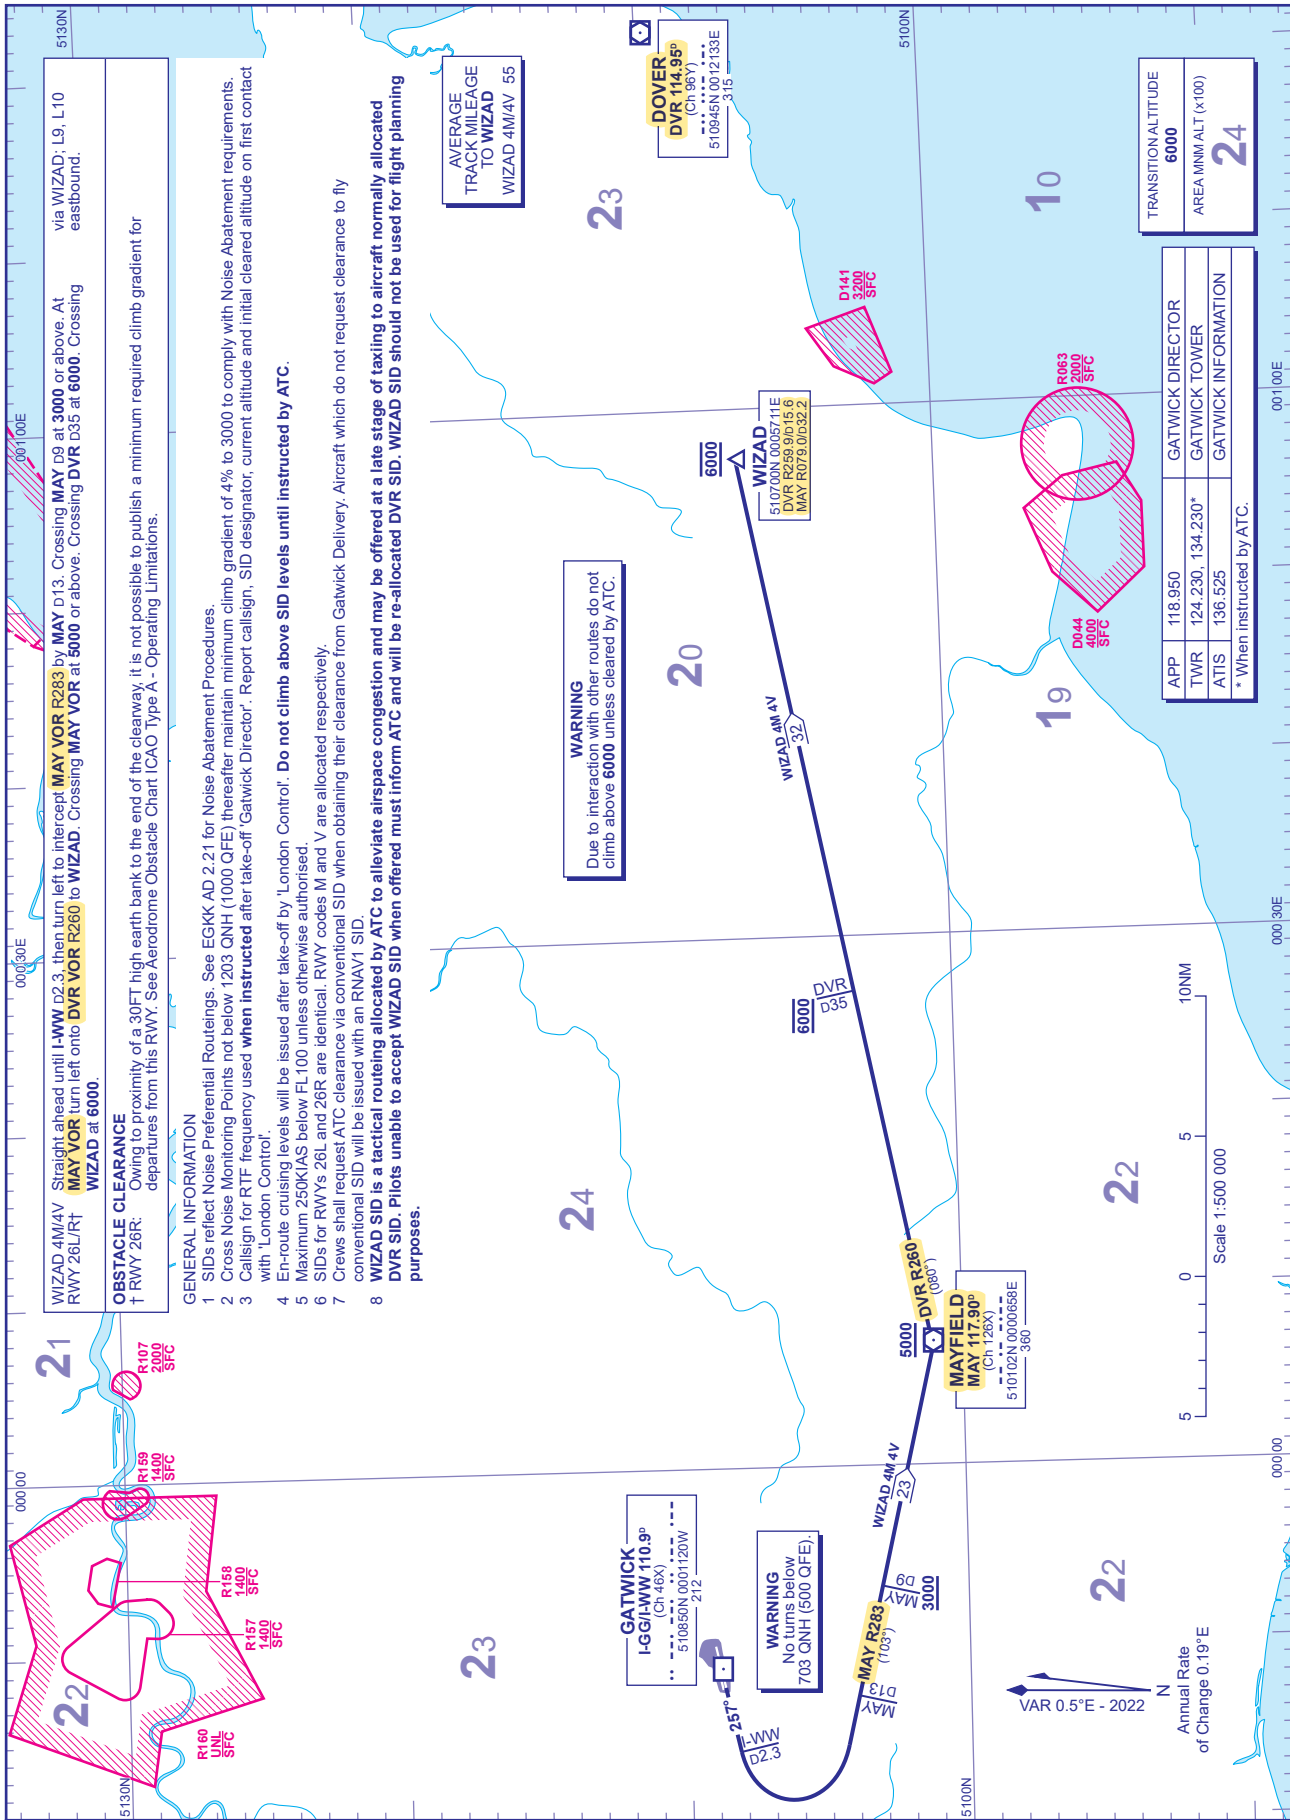 WIZAD 4M/4V Straight ahead until I-WW D2.3, then turn left to intercept MAY VOR R283 by MAY D13. Crossing MAY D9 at 3000 or above. At via WIZAD; L9, L10
RWY 26L/R† MAY VOR turn left onto DVR VOR R260 to WIZAD. Crossing MAY VOR at 5000 or above. Crossing DVR D35 at 6000. Crossing eastbound.
WIZAD at 6000.
OBSTACLE CLEARANCE
† RWY 26R: Owing to proximity of a 30FT high earth bank to the end of the clearway, it is not possible to publish a minimum required climb gradient for
departures from this RWY. See Aerodrome Obstacle Chart ICAO Type A - Operating Limitations.
GENERAL INFORMATION
1 SIDs reflect Noise Preferential Routeings. See EGKK AD 2.21 for Noise Abatement Procedures.
2 Cross Noise Monitoring Points not below 1203 QNH (1000 QFE) thereafter maintain minimum climb gradient of 4% to 3000 to comply with Noise Abatement requirements.
3 Callsign for RTF frequency used when instructed after take-off 'Gatwick Director'. Report callsign, SID designator, current altitude and initial cleared altitude on first contact
with 'London Control'.
4 En-route cruising levels will be issued after take-off by 'London Control'. Do not climb above SID levels until instructed by ATC.
5 Maximum 250KIAS below FL100 unless otherwise authorised.
6 SIDs for RWYs 26L and 26R are identical. RWY codes M and V are allocated respectively.
7 Crews shall request ATC clearance via conventional SID when obtaining their clearance from Gatwick Delivery. Aircraft which do not request clearance to fly
conventional SID will be issued with an RNAV1 SID.
8 WIZAD SID is a tactical routeing allocated by ATC to alleviate airspace congestion and may be offered at a late stage of taxiing to aircraft normally allocated
DVR SID. Pilots unable to accept WIZAD SID when offered must inform ATC and will be re-allocated DVR SID. WIZAD SID should not be used for flight planning
purposes.
AVERAGE
TRACK MILEAGE
TO WIZAD
WIZAD 4M/4V 55
DOVER
DVR 114.95D
(Ch 96Y)
510945N 0012133E
315
WARNING
Due to interaction with other routes do not
climb above 6000 unless cleared by ATC.
6000
WIZAD
510700N 0005711E
DVR R259.9/D15.6
MAY R079.0/D32.2
GATWICK
I-GG/I-WW 110.9D
(Ch 46X)
510850N 0001120W
212
WARNING
No turns below
703 QNH (500 QFE).
257°
I-WW
D2.3
MAY
D13
MAY R283
(103°)
MAY
D9
3000
WIZAD 4M 4V
23
5000
MAYFIELD
MAY 117.90D
(Ch 126X)
510102N 0000658E
360
DVR R260
(080°)
6000
DVR
D35
WIZAD 4M 4V
32
R160
UNL
SFC
R157
1400
SFC
R158
1400
SFC
R159
1400
SFC
R107
2000
SFC
D141
3200
SFC
R063
2000
SFC
D044
4000
SFC
22
21
23
24
20
23
22
22
19
10
5130N
000 00
000 30E
001 00E
5130N
5100N
000 00E
000 30E
001 00E
5100N
VAR 0.5°E - 2022
N
Annual Rate
of Change 0.19°E
5 0 5 10NM
Scale 1:500 000
APP 118.950 GATWICK DIRECTOR
TWR 124.230, 134.230* GATWICK TOWER
ATIS 136.525 GATWICK INFORMATION
* When instructed by ATC.
TRANSITION ALTITUDE
6000
AREA MNM ALT (x100)
24